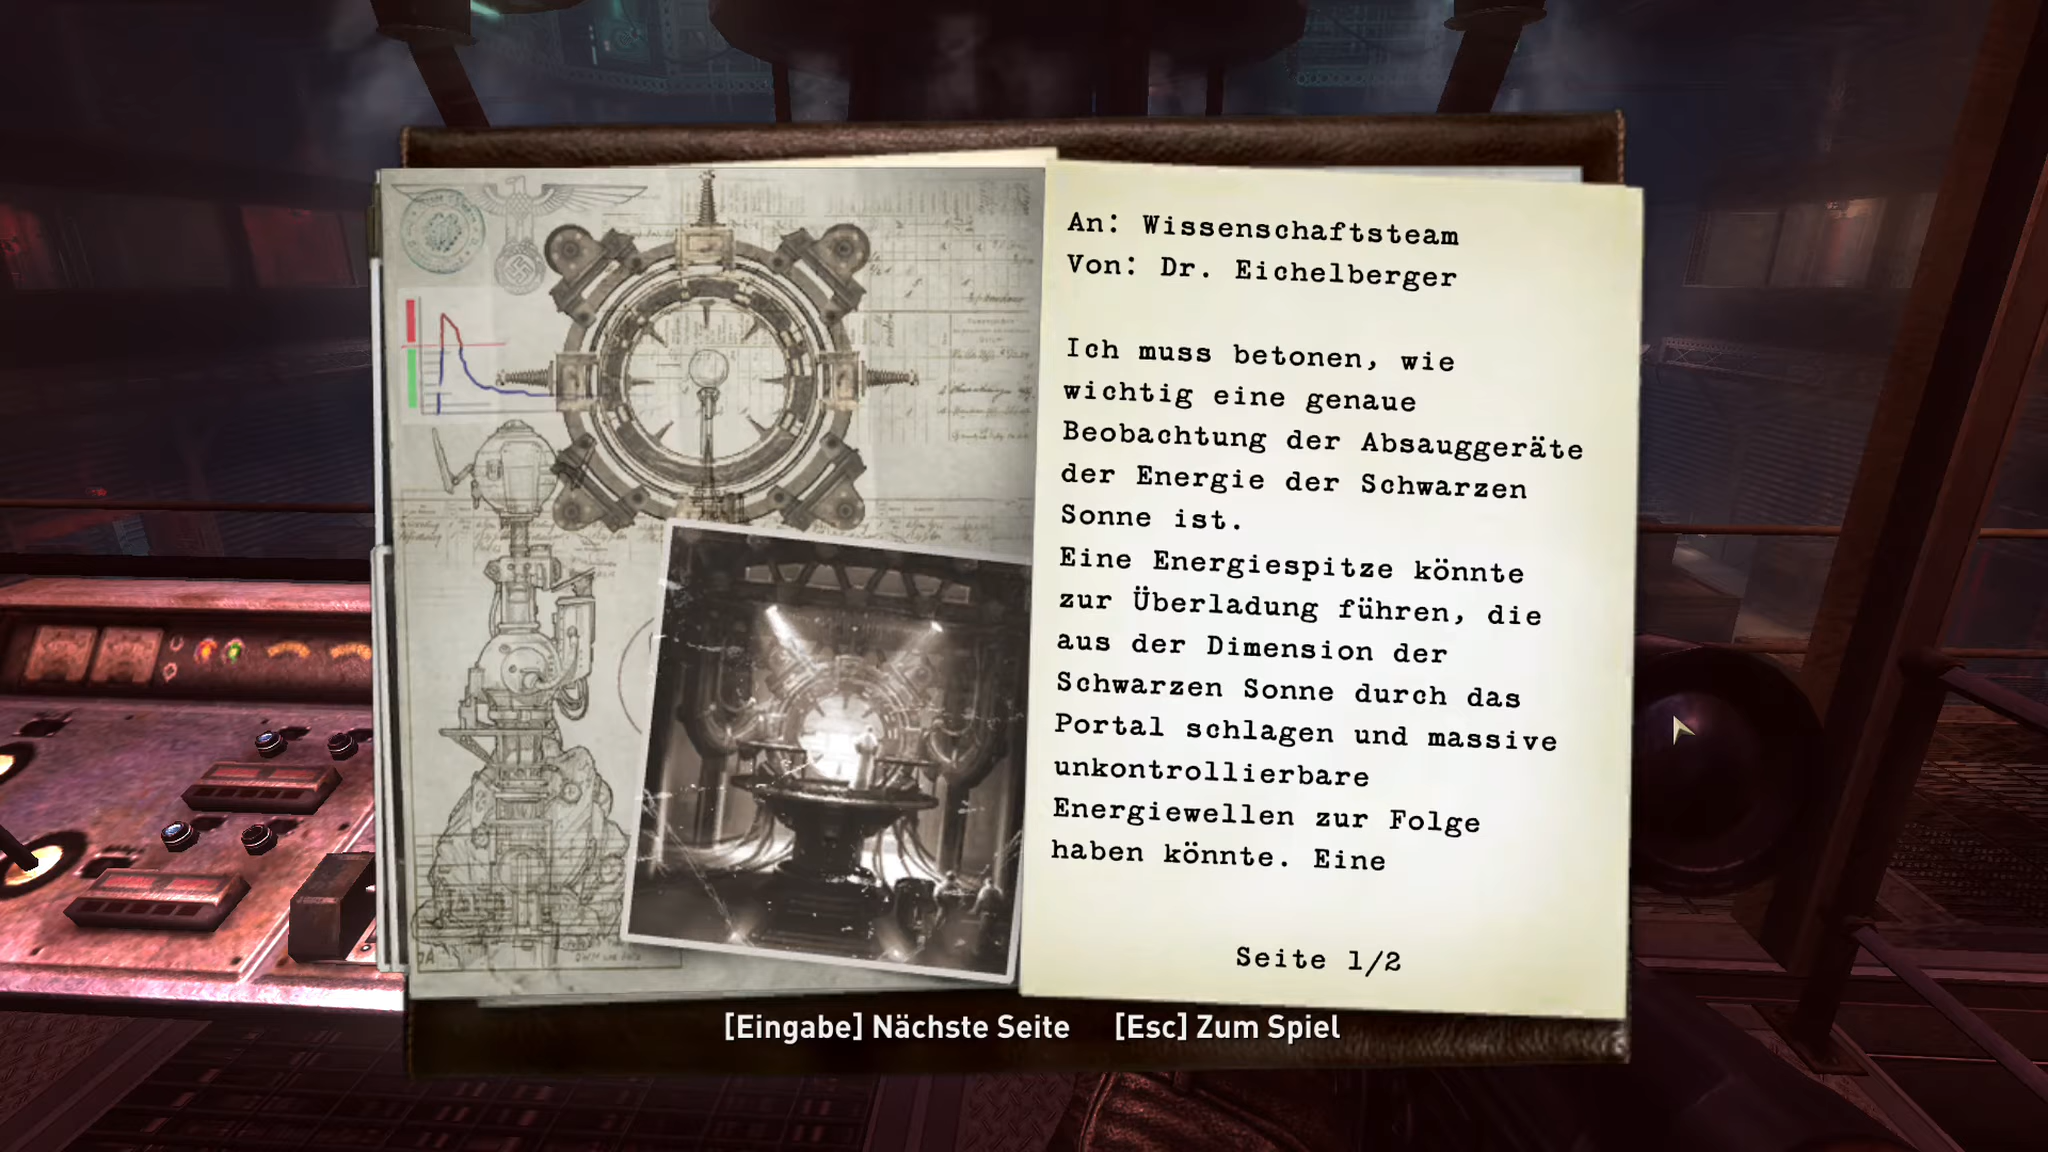 An: Wissenschaftsteam
Von: Dr. Eichelberger
Ich muss betonen, wie
wichtig eine genaue
Beobachtung der Absauggeräte
der Energie der Schwarzen
Sonne ist.
Eine Energiespitze könnte
zur Überladung führen, die
aus der Dimension der
Schwarzen Sonne durch das
Portal schlagen und massive
unkontrollierbare
Energiewellen zur Folge
haben könnte. Eine
Seite 1/2
[Eingabe] Nächste Seite [Esc] Zum Spiel